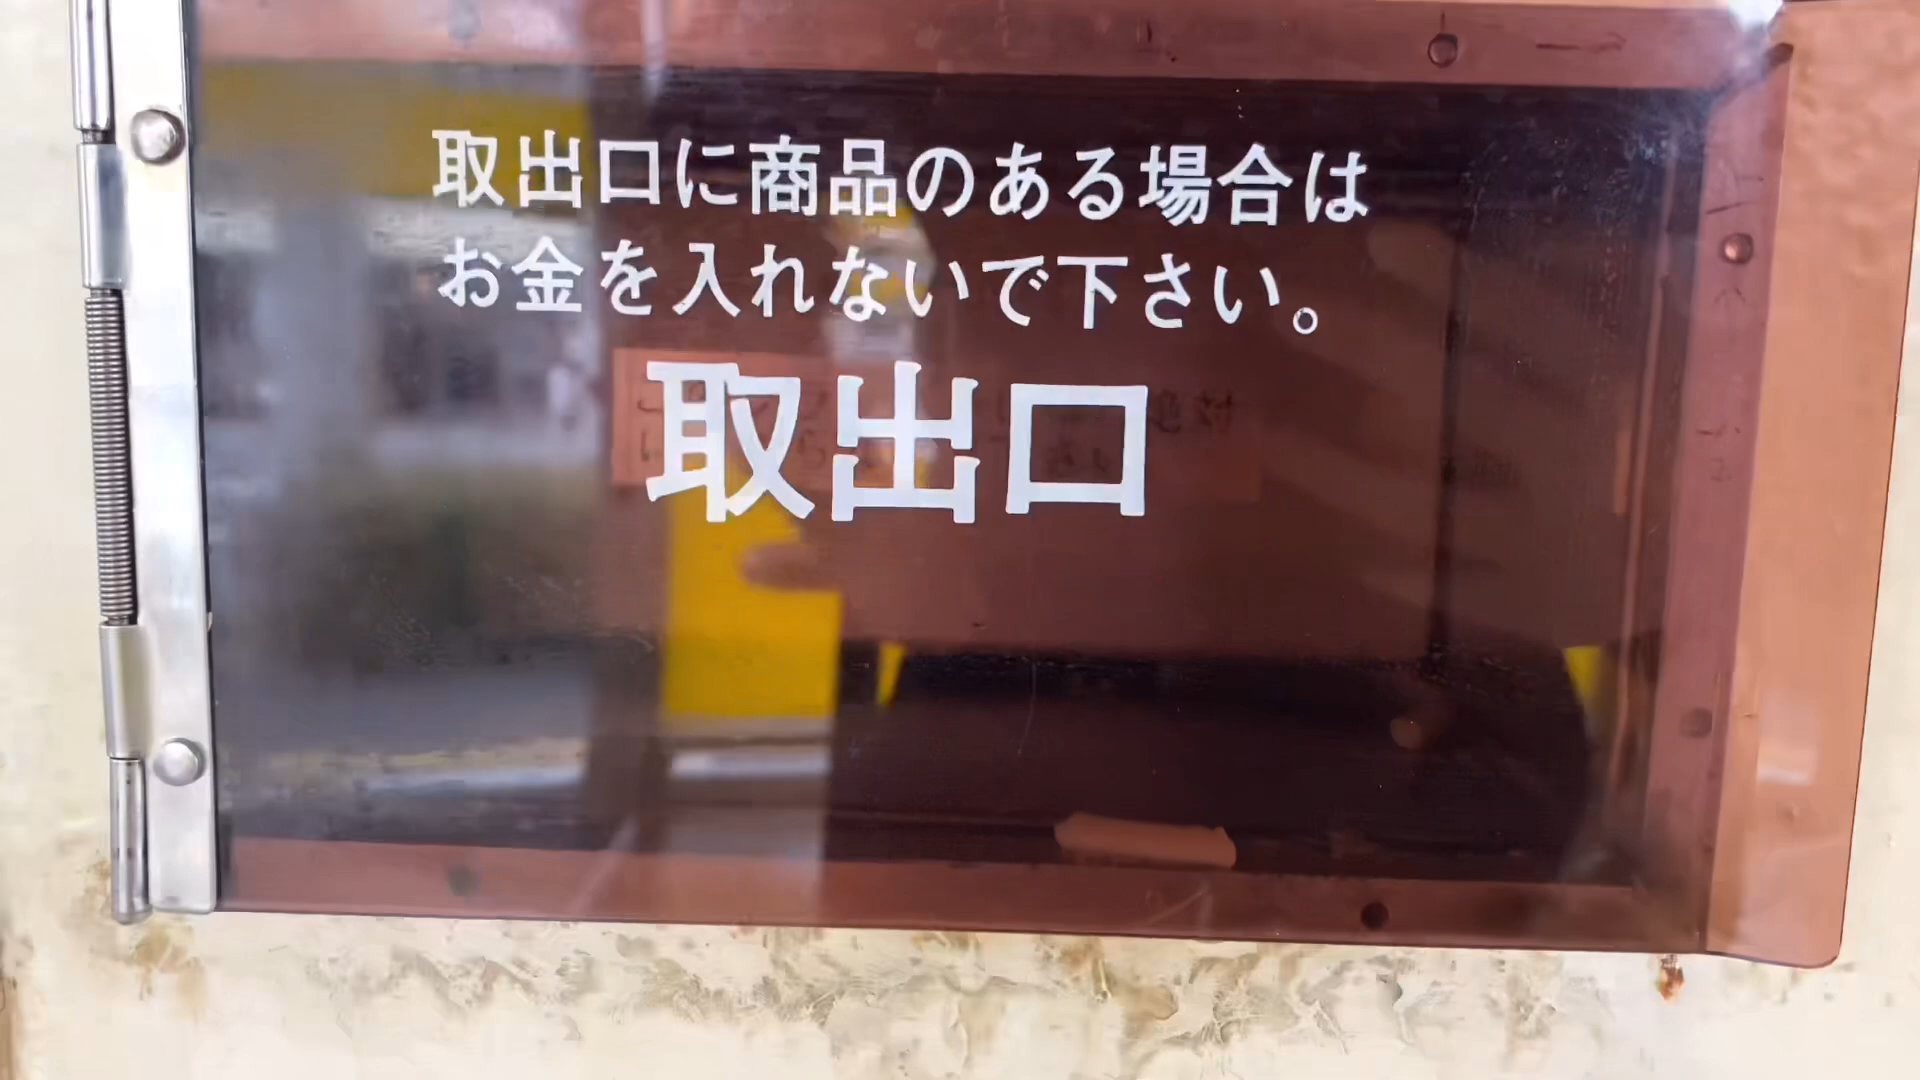 取出口に商品のある場合は
お金を入れないで下さい。
取出口